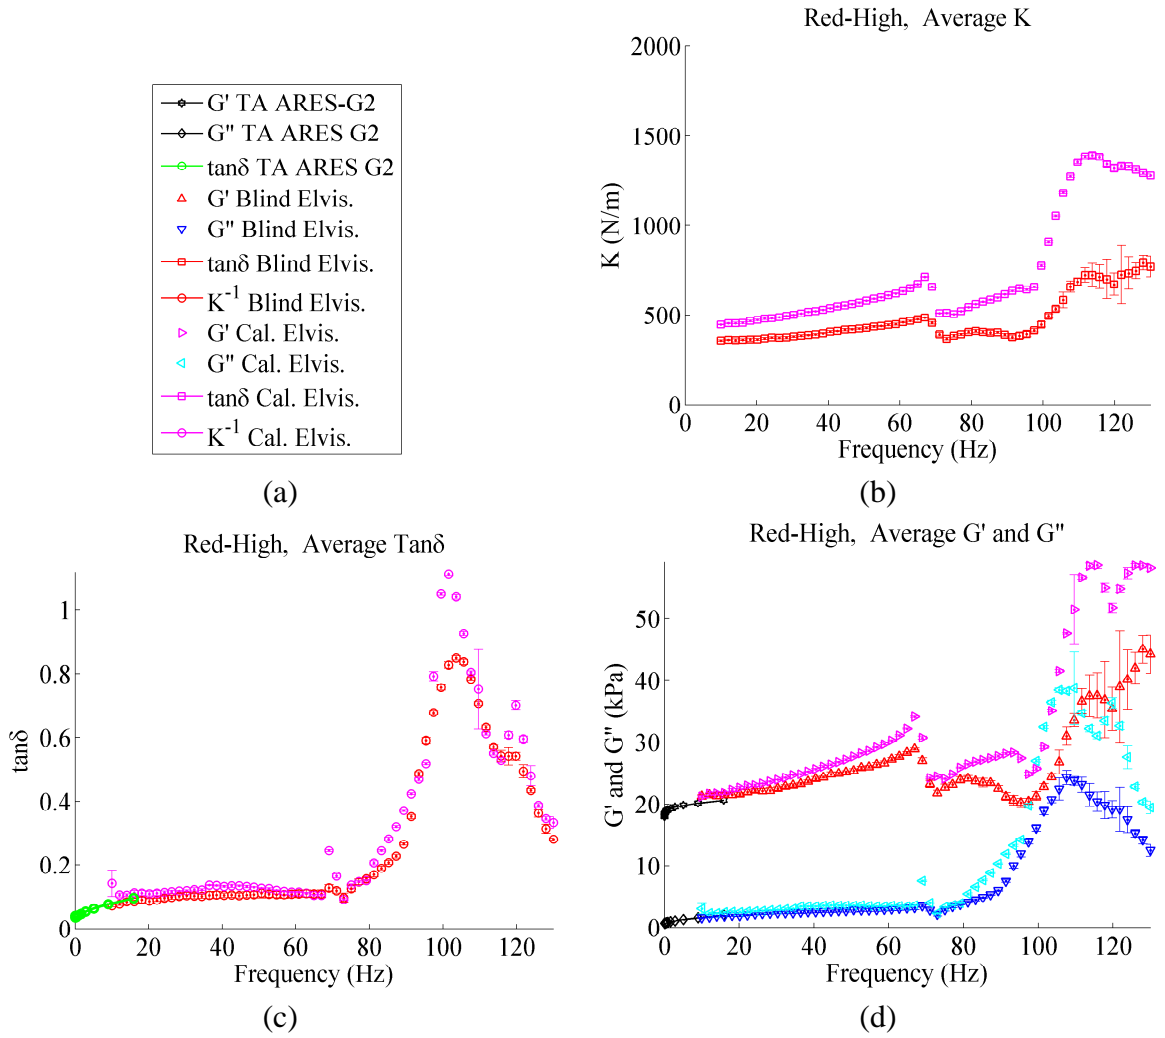 Red-High, Average K
G' TA ARES-G2
G'' TA ARES G2
tanδ TA ARES G2
G' Blind Elvis.
G'' Blind Elvis.
tanδ Blind Elvis.
K⁻¹ Blind Elvis.
G' Cal. Elvis.
G'' Cal. Elvis.
tanδ Cal. Elvis.
K⁻¹ Cal. Elvis.
(a)
2000
1500
1000
500
0
K (N/m)
0 20 40 60 80 100 120
Frequency (Hz)
(b)
Red-High, Average Tanδ
1
0.8
0.6
0.4
0.2
0
tanδ
0 20 40 60 80 100 120
Frequency (Hz)
(c)
Red-High, Average G' and G''
50
40
30
20
10
0
G' and G'' (kPa)
0 20 40 60 80 100 120
Frequency (Hz)
(d)